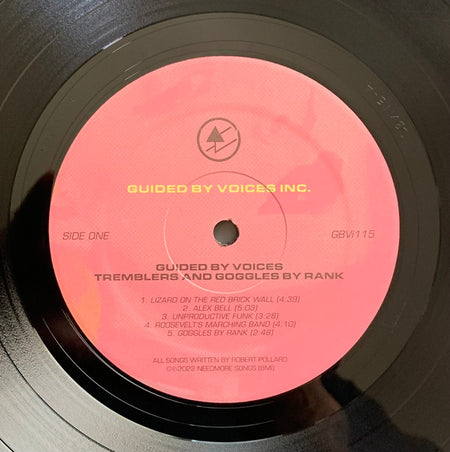 GUIDED BY VOICES INC.
SIDE ONE
GBVi115
GUIDED BY VOICES
TREMBLERS AND GOGGLES BY RANK
1. LIZARD ON THE RED BRICK WALL (4:39)
2. ALEX BELL (5:03)
3. UNPRODUCTIVE FUNK (3:28)
4. ROOSEVELT'S MARCHING BAND (4:10)
5. GOGGLES BY RANK (2:48)
ALL SONGS WRITTEN BY ROBERT POLLARD
©℗2022 NEEDMORE SONGS (BMI)